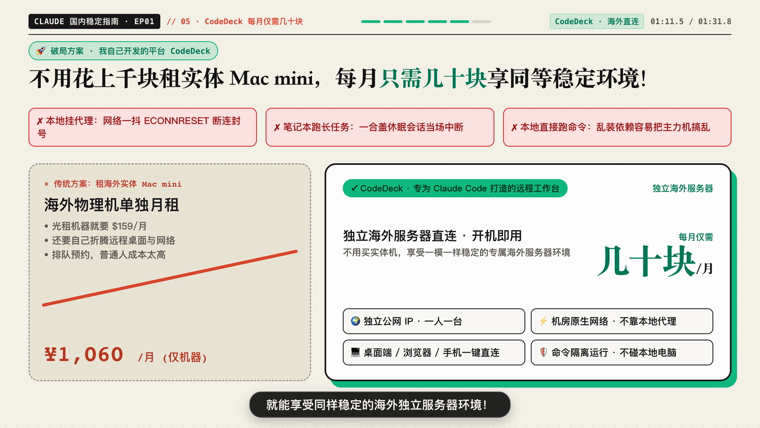 CLAUDE 国内稳定指南 · EP01
// 05 · CodeDeck 每月仅需几十块
CodeDeck · 海外直连
01:11.5 / 01:31.8
🚀 破局方案 · 我自己开发的平台 CodeDeck
不用花上千块租实体 Mac mini，每月只需几十块享同等稳定环境！
✗ 本地挂代理：网络一抖 ECONNRESET 断连封
号
✗ 笔记本跑长任务：一合盖休眠会话当场中断
✗ 本地直接跑命令：乱装依赖容易把主力机搞乱
× 传统方案：租海外实体 Mac mini
海外物理机单独月租
• 光租机器就要 $159/月
• 还要自己折腾远程桌面与网络
• 排队预约，普通人成本太高
¥1,060 /月 (仅机器)
✓ CodeDeck · 专为 Claude Code 打造的远程工作台
独立海外服务器
独立海外服务器直连 · 开机即用
不用买实体机，享受一模一样稳定的专属海外服务器环境
每月仅需
几十块/月
🌍 独立公网 IP · 一人一台
⚡ 机房原生网络 · 不靠本地代理
💻 桌面端 / 浏览器 / 手机一键直连
🛡️ 命令隔离运行 · 不碰本地电脑
就能享受同样稳定的海外独立服务器环境！